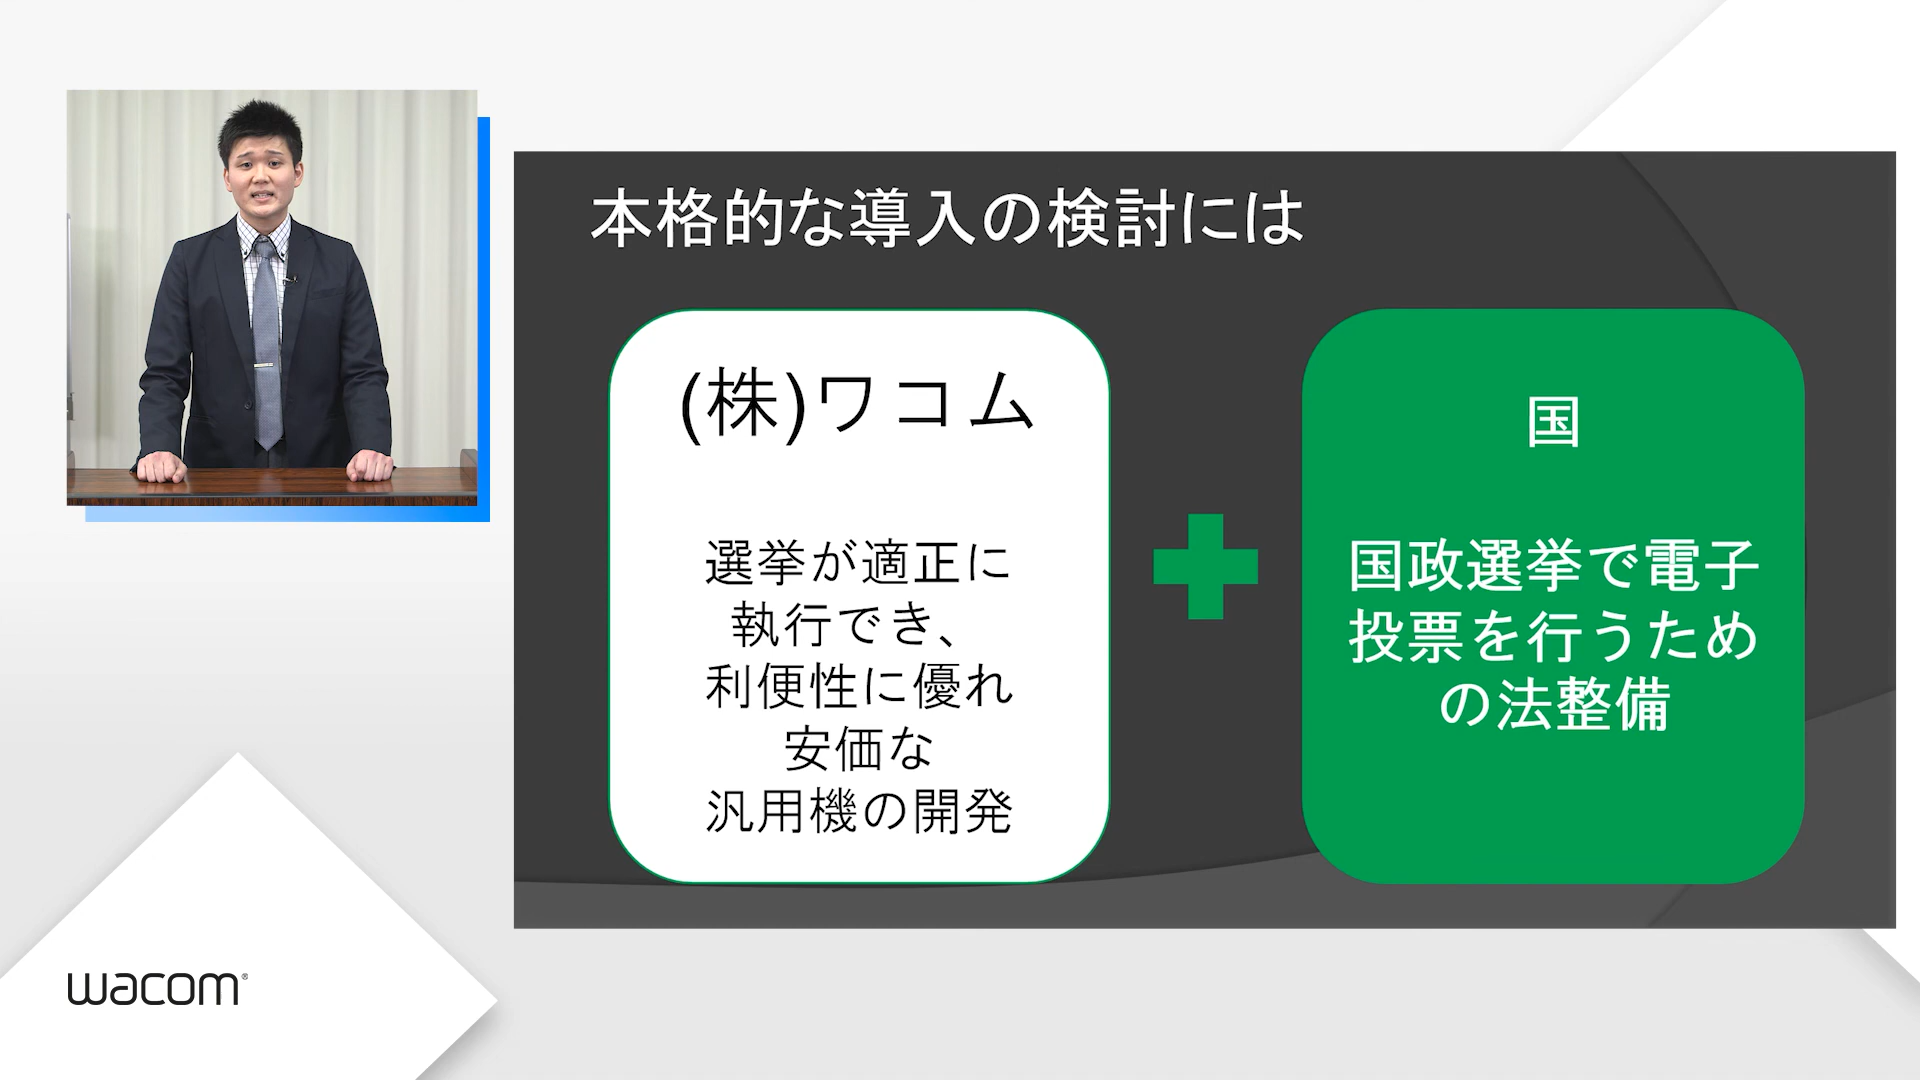 本格的な導入の検討には
(株)ワコム
選挙が適正に
執行でき、
利便性に優れ
安価な
汎用機の開発
国
国政選挙で電子
投票を行うため
の法整備
wacom®